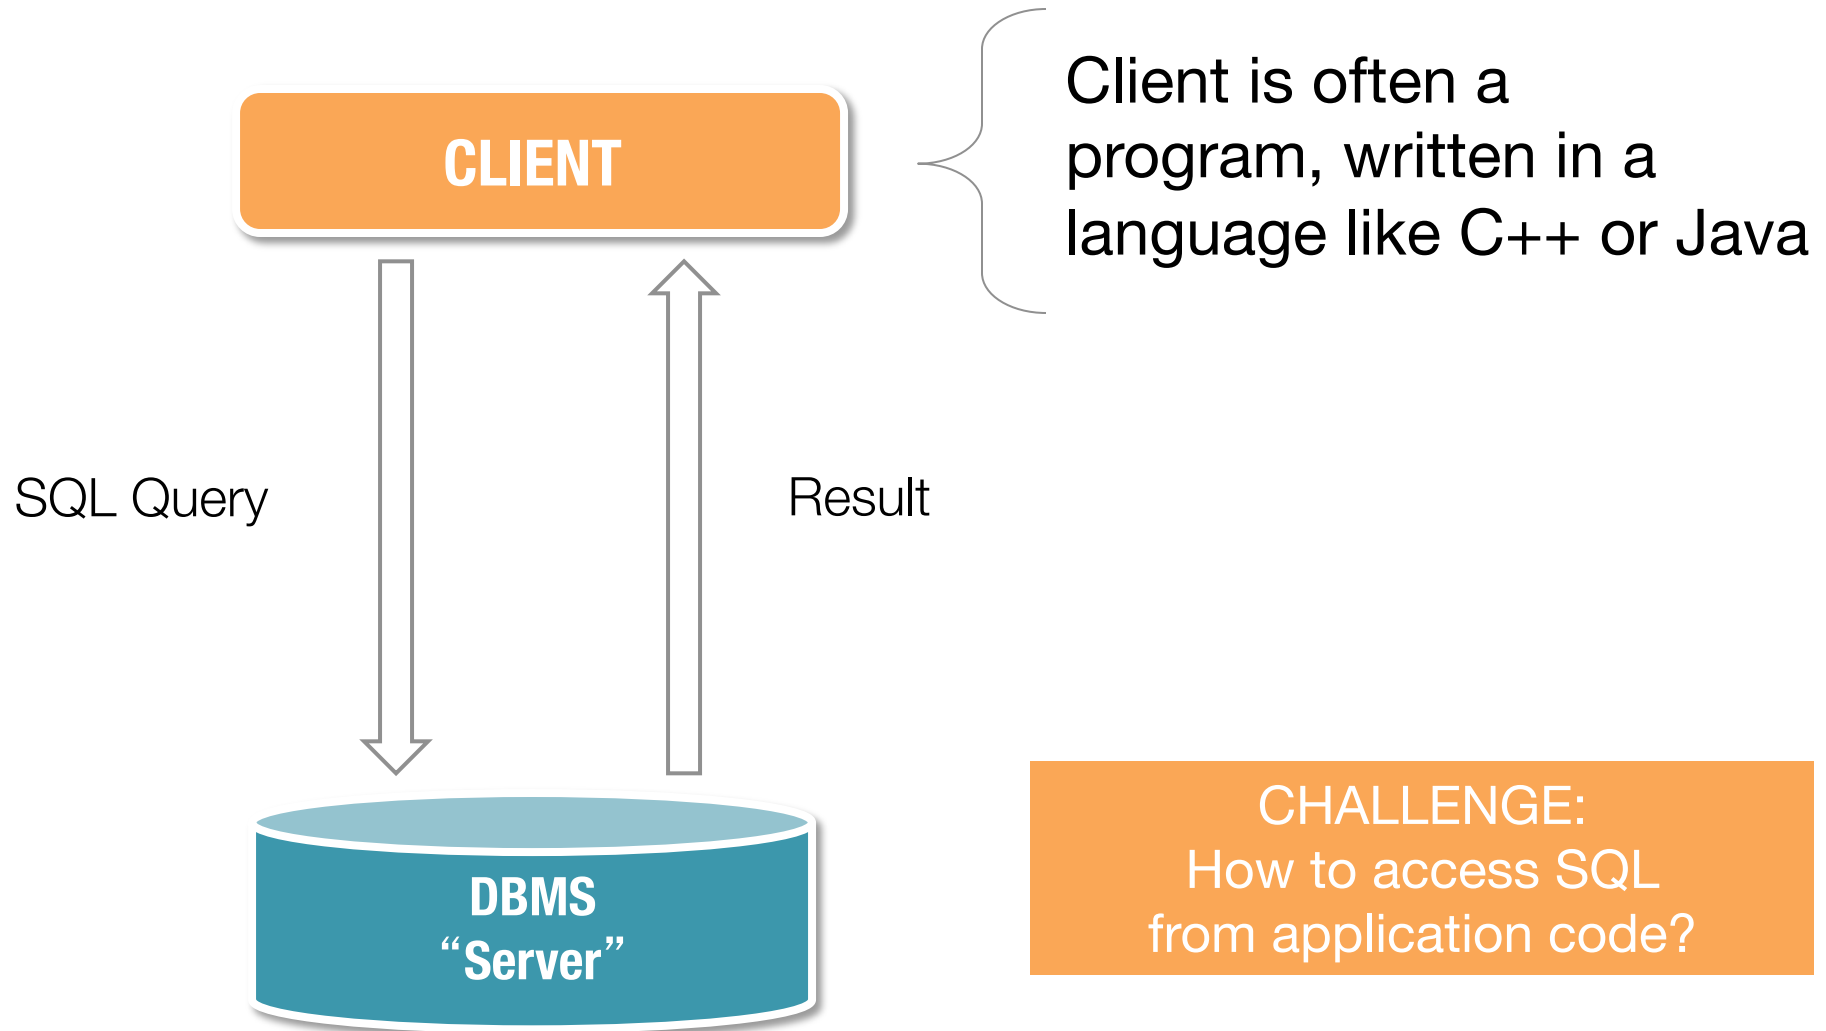 CLIENT
Client is often a
program, written in a
language like C++ or Java
SQL Query
Result
DBMS
“Server”
CHALLENGE:
How to access SQL
from application code?